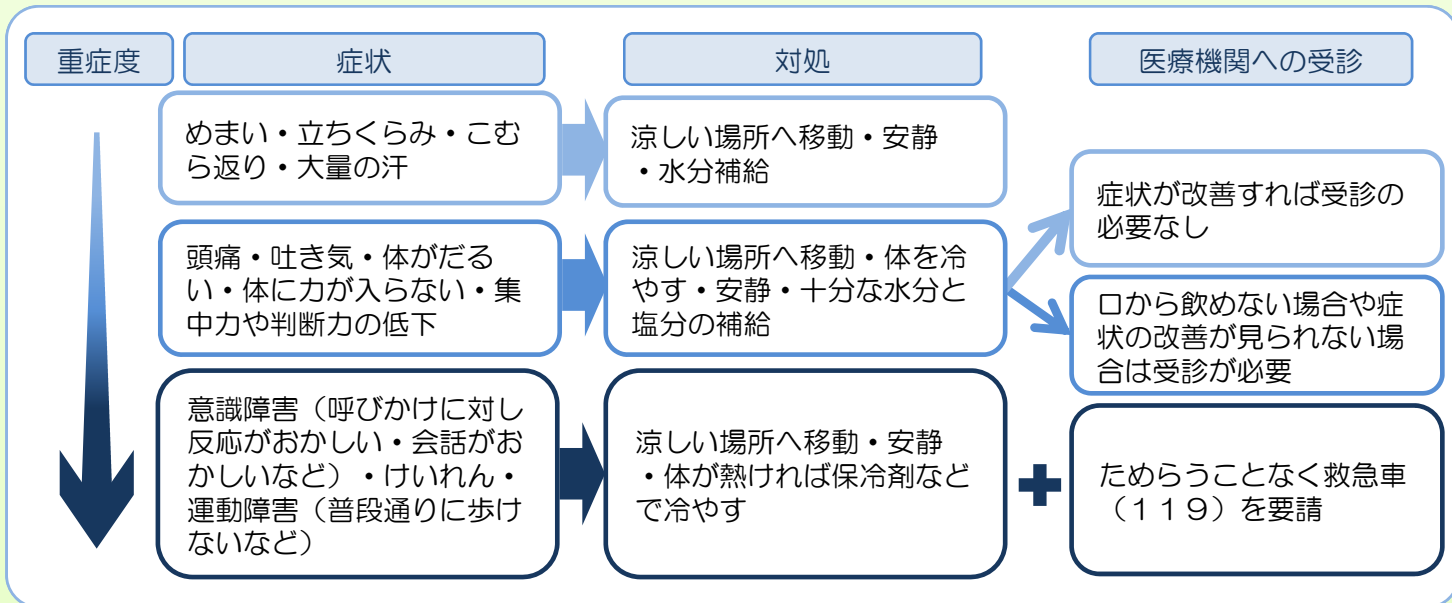 重症度
症状
対処
医療機関への受診
めまい・立ちくらみ・こむ
ら返り・大量の汗
涼しい場所へ移動・安静
・水分補給
頭痛・吐き気・体がだる
い・体に力が入らない・集
中力や判断力の低下
涼しい場所へ移動・体を冷
やす・安静・十分な水分と
塩分の補給
症状が改善すれば受診の
必要なし
口から飲めない場合や症
状の改善が見られない場
合は受診が必要
意識障害（呼びかけに対し
反応がおかしい・会話がお
かしいなど）・けいれん・
運動障害（普段通りに歩け
ないなど）
涼しい場所へ移動・安静
・体が熱ければ保冷剤など
で冷やす
ためらうことなく救急車
（１１９）を要請